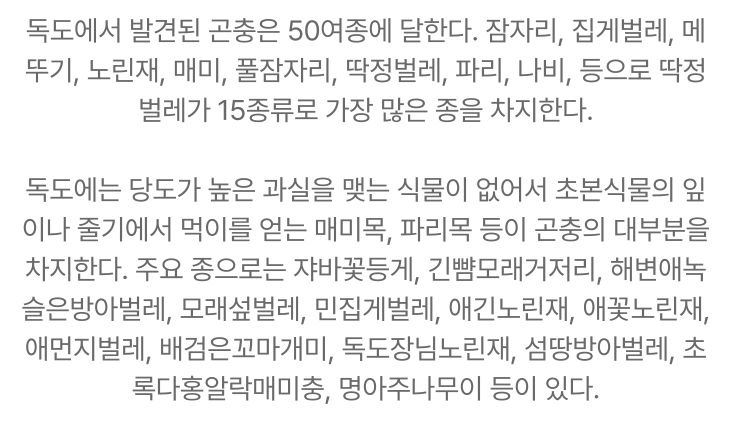 독도에서 발견된 곤충은 50여종에 달한다. 잠자리, 집게벌레, 메
뚜기, 노린재, 매미, 풀잠자리, 딱정벌레, 파리, 나비, 등으로 딱정
벌레가 15종류로 가장 많은 종을 차지한다.
독도에는 당도가 높은 과실을 맺는 식물이 없어서 초본식물의 잎
이나 줄기에서 먹이를 얻는 매미목, 파리목 등이 곤충의 대부분을
차지한다. 주요 종으로는 쟈바꽃등게, 긴뺨모래거저리, 해변애녹
슬은방아벌레, 모래섶벌레, 민집게벌레, 애긴노린재, 애꽃노린재,
애먼지벌레, 배검은꼬마개미, 독도장님노린재, 섬땅방아벌레, 초
록다홍알락매미충, 명아주나무이 등이 있다.